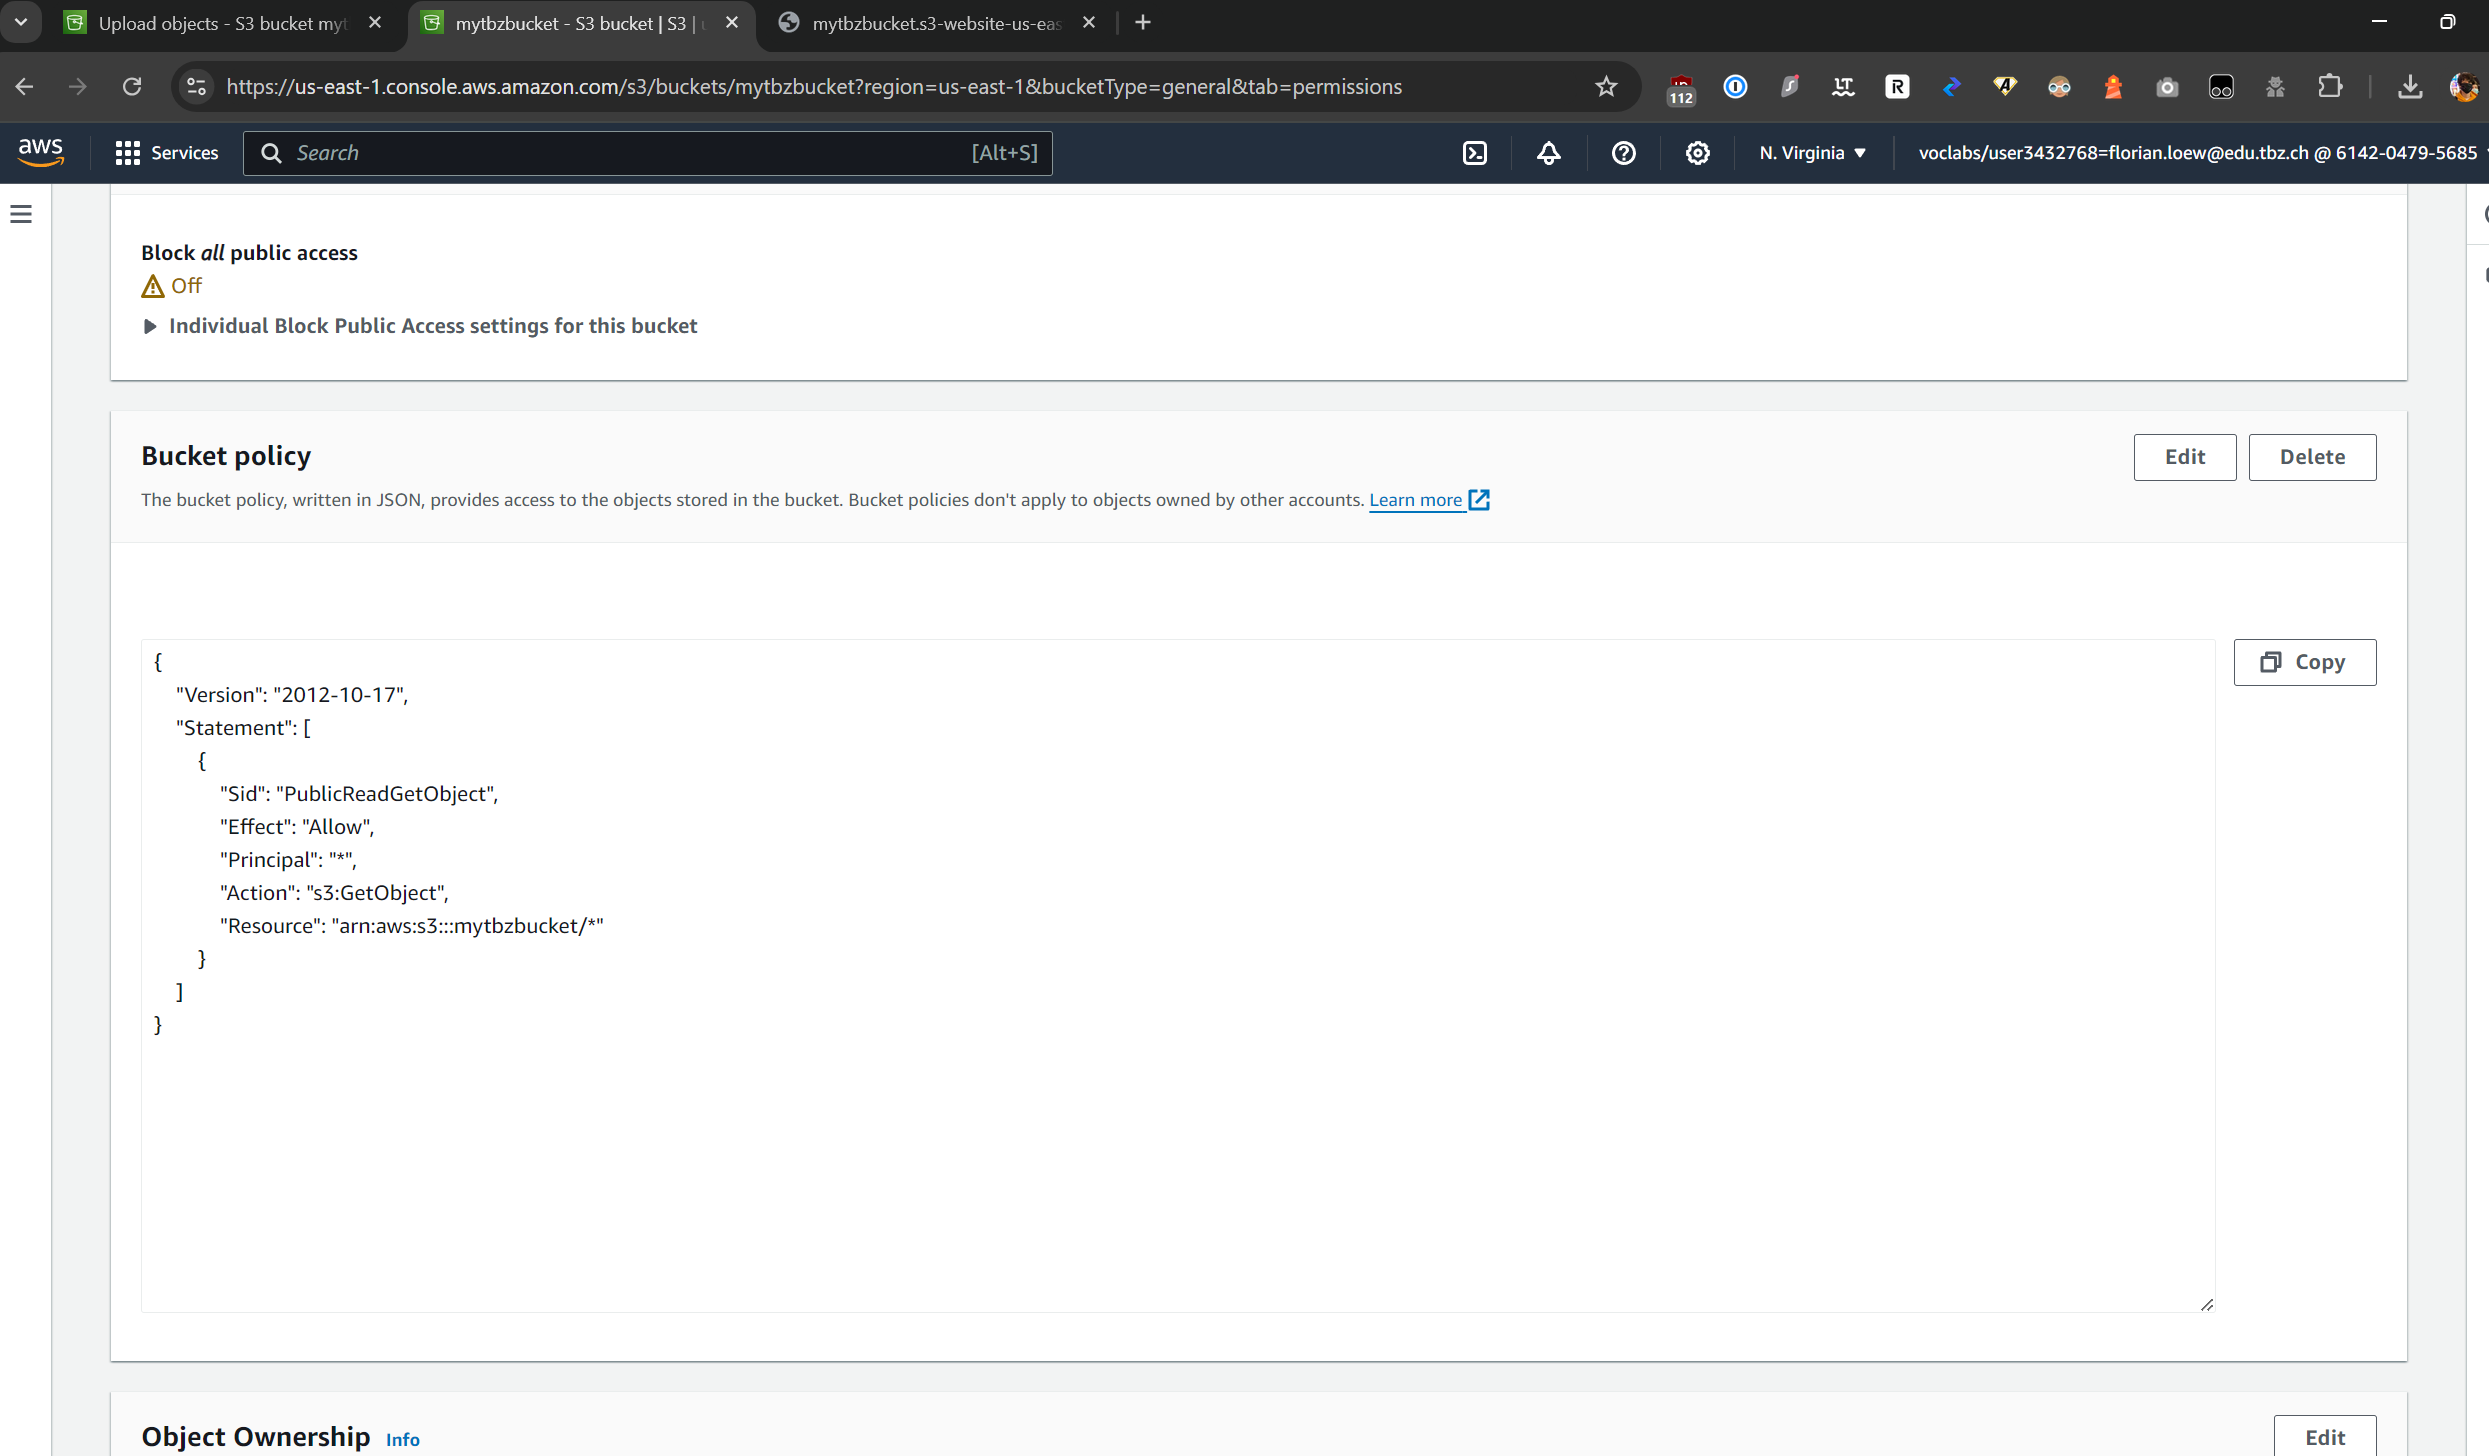 Upload objects - S3 bucket myt
mytbzbucket - S3 bucket | S3 |
mytbzbucket.s3-website-us-eas
https://us-east-1.console.aws.amazon.com/s3/buckets/mytbzbucket?region=us-east-1&bucketType=general&tab=permissions
112
aws
Services
Search
[Alt+S]
N. Virginia
voclabs/user3432768=florian.loew@edu.tbz.ch @ 6142-0479-5685
Block all public access
Off
Individual Block Public Access settings for this bucket
Bucket policy
Edit
Delete
The bucket policy, written in JSON, provides access to the objects stored in the bucket. Bucket policies don't apply to objects owned by other accounts. Learn more
Copy
{
"Version": "2012-10-17",
"Statement": [
{
"Sid": "PublicReadGetObject",
"Effect": "Allow",
"Principal": "*",
"Action": "s3:GetObject",
"Resource": "arn:aws:s3:::mytbzbucket/*"
}
]
}
Object Ownership Info
Edit